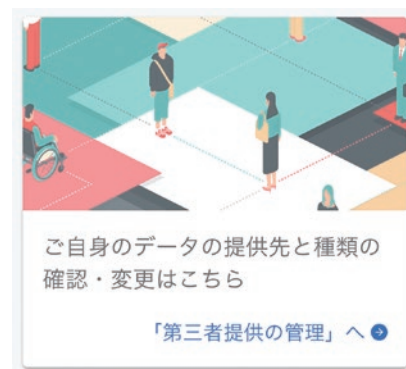 ご自身のデータの提供先と種類の
確認・変更はこちら
「第三者提供の管理」へ